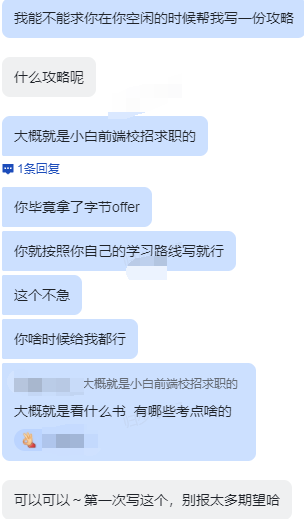 我能不能求你在你空闲的时候帮我写一份攻略
什么攻略呢
大概就是小白前端校招求职的
1条回复
你毕竟拿了字节offer
你就按照你自己的学习路线写就行
这个不急
你啥时候给我都行
大概就是小白前端校招求职的
大概就是看什么书 有哪些考点啥的
可以可以~第一次写这个，别报太多期望哈